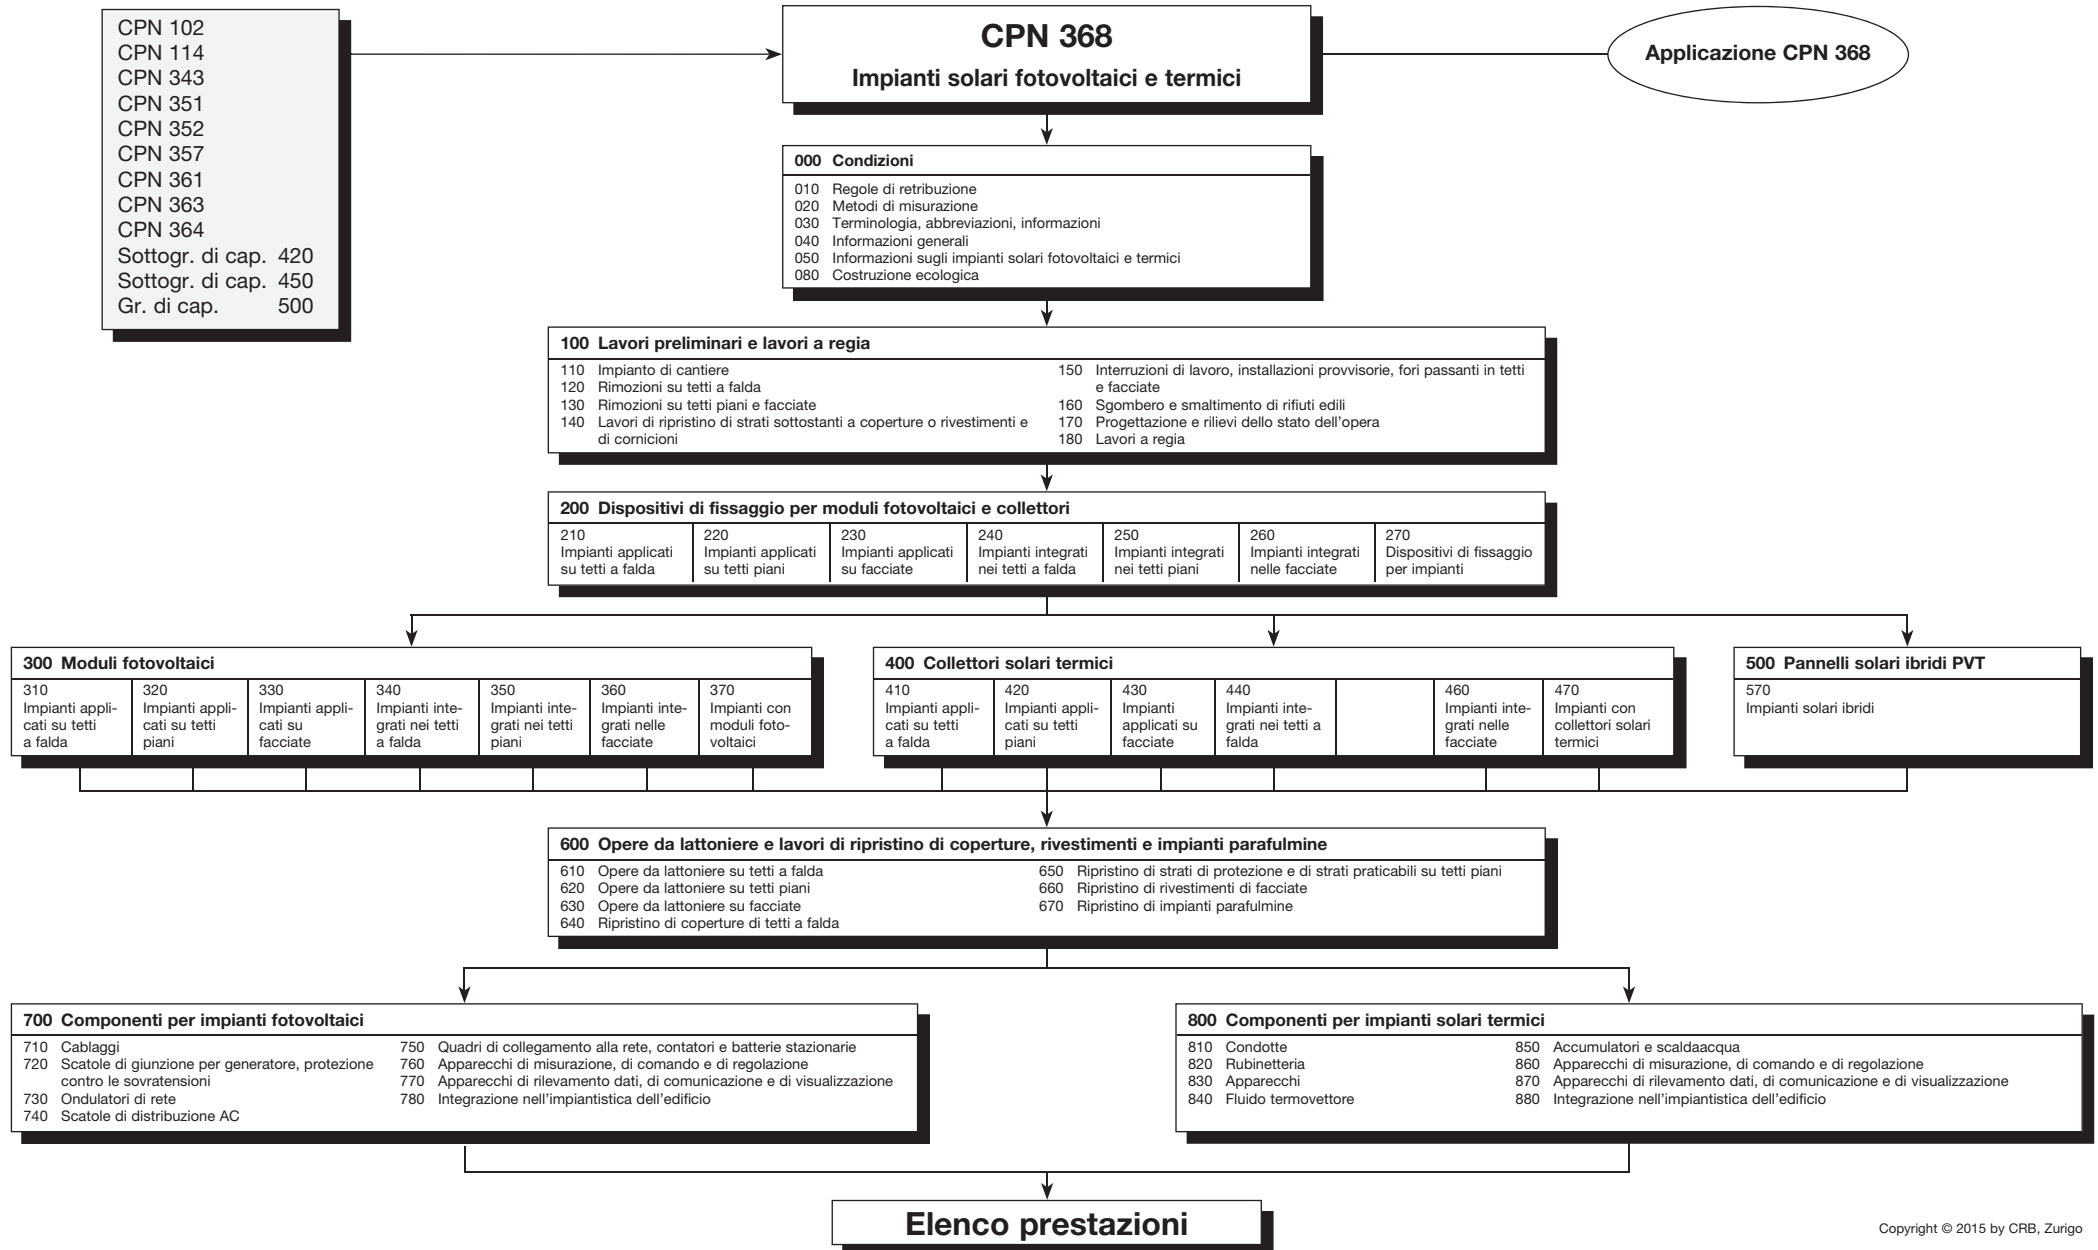 CPN 102
CPN 114
CPN 343
CPN 351
CPN 352
CPN 357
CPN 361
CPN 363
CPN 364
Sottogr. di cap. 420
Sottogr. di cap. 450
Gr. di cap. 500
CPN 368
Impianti solari fotovoltaici e termici
Applicazione CPN 368
000 Condizioni
010 Regole di retribuzione
020 Metodi di misurazione
030 Terminologia, abbreviazioni, informazioni
040 Informazioni generali
050 Informazioni sugli impianti solari fotovoltaici e termici
080 Costruzione ecologica
100 Lavori preliminari e lavori a regia
110 Impianto di cantiere
120 Rimozioni su tetti a falda
130 Rimozioni su tetti piani e facciate
140 Lavori di ripristino di strati sottostanti a coperture o rivestimenti e
di cornicioni
150 Interruzioni di lavoro, installazioni provvisorie, fori passanti in tetti
e facciate
160 Sgombero e smaltimento di rifiuti edili
170 Progettazione e rilievi dello stato dell'opera
180 Lavori a regia
200 Dispositivi di fissaggio per moduli fotovoltaici e collettori
210
Impianti applicati
su tetti a falda
220
Impianti applicati
su tetti piani
230
Impianti applicati
su facciate
240
Impianti integrati
nei tetti a falda
250
Impianti integrati
nei tetti piani
260
Impianti integrati
nelle facciate
270
Dispositivi di fissaggio
per impianti
300 Moduli fotovoltaici
310
Impianti appli-
cati su tetti
a falda
320
Impianti appli-
cati su tetti
piani
330
Impianti appli-
cati su
facciate
340
Impianti inte-
grati nei tetti
a falda
350
Impianti inte-
grati nei tetti
piani
360
Impianti inte-
grati nelle
facciate
370
Impianti con
moduli foto-
voltaici
400 Collettori solari termici
410
Impianti appli-
cati su tetti
a falda
420
Impianti appli-
cati su tetti
piani
430
Impianti
applicati su
facciate
440
Impianti inte-
grati nei tetti a
falda
460
Impianti inte-
grati nelle
facciate
470
Impianti con
collettori solari
termici
500 Pannelli solari ibridi PVT
570
Impianti solari ibridi
600 Opere da lattoniere e lavori di ripristino di coperture, rivestimenti e impianti parafulmine
610 Opere da lattoniere su tetti a falda
620 Opere da lattoniere su tetti piani
630 Opere da lattoniere su facciate
640 Ripristino di coperture di tetti a falda
650 Ripristino di strati di protezione e di strati praticabili su tetti piani
660 Ripristino di rivestimenti di facciate
670 Ripristino di impianti parafulmine
700 Componenti per impianti fotovoltaici
710 Cablaggi
720 Scatole di giunzione per generatore, protezione
contro le sovratensioni
730 Ondulatori di rete
740 Scatole di distribuzione AC
750 Quadri di collegamento alla rete, contatori e batterie stazionarie
760 Apparecchi di misurazione, di comando e di regolazione
770 Apparecchi di rilevamento dati, di comunicazione e di visualizzazione
780 Integrazione nell'impiantistica dell'edificio
800 Componenti per impianti solari termici
810 Condotte
820 Rubinetteria
830 Apparecchi
840 Fluido termovettore
850 Accumulatori e scaldaacqua
860 Apparecchi di misurazione, di comando e di regolazione
870 Apparecchi di rilevamento dati, di comunicazione e di visualizzazione
880 Integrazione nell'impiantistica dell'edificio
Elenco prestazioni
Copyright © 2015 by CRB, Zurigo